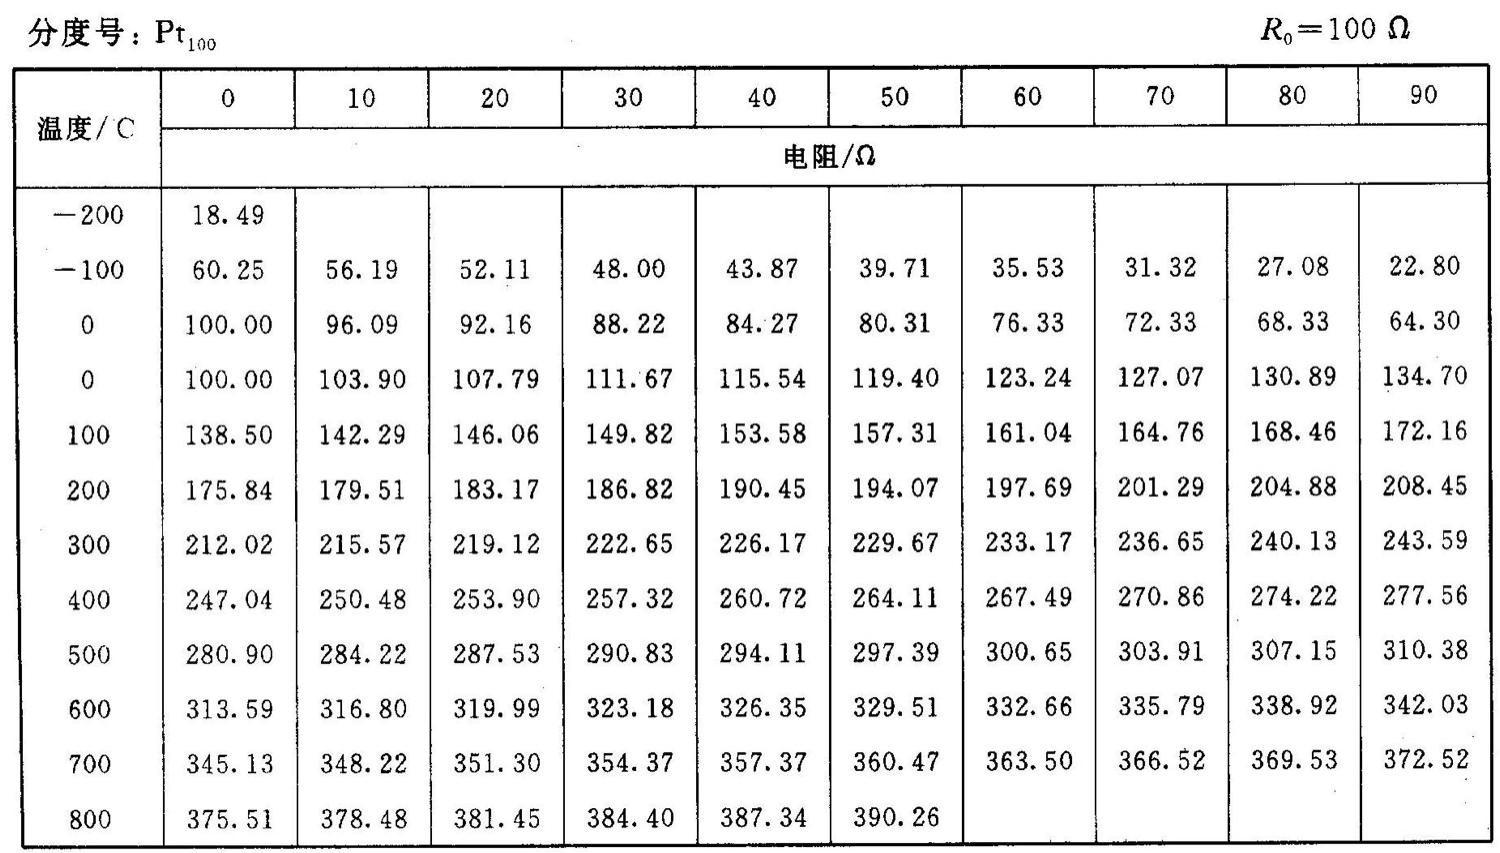 分度号：Pt100 R0＝100 Ω
温度/℃ 0 10 20 30 40 50 60 70 80 90
电阻/Ω
－200 18.49
－100 60.25 56.19 52.11 48.00 43.87 39.71 35.53 31.32 27.08 22.80
0 100.00 96.09 92.16 88.22 84.27 80.31 76.33 72.33 68.33 64.30
0 100.00 103.90 107.79 111.67 115.54 119.40 123.24 127.07 130.89 134.70
100 138.50 142.29 146.06 149.82 153.58 157.31 161.04 164.76 168.46 172.16
200 175.84 179.51 183.17 186.82 190.45 194.07 197.69 201.29 204.88 208.45
300 212.02 215.57 219.12 222.65 226.17 229.67 233.17 236.65 240.13 243.59
400 247.04 250.48 253.90 257.32 260.72 264.11 267.49 270.86 274.22 277.56
500 280.90 284.22 287.53 290.83 294.11 297.39 300.65 303.91 307.15 310.38
600 313.59 316.80 319.99 323.18 326.35 329.51 332.66 335.79 338.92 342.03
700 345.13 348.22 351.30 354.37 357.37 360.47 363.50 366.52 369.53 372.52
800 375.51 378.48 381.45 384.40 387.34 390.26